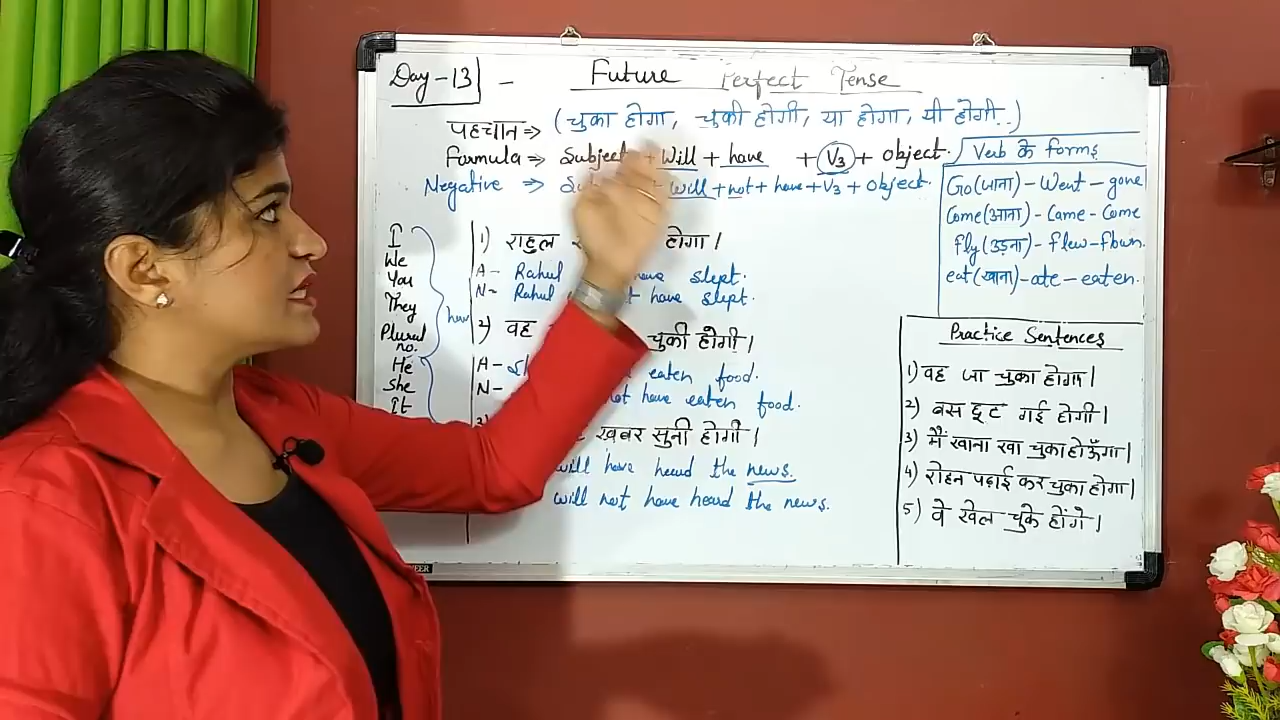 Day-13 - Future Perfect Tense
पहचान ⇒ (चुका होगा, चुकी होगी, या होगा, यी होगी..)
Formula ⇒ Subject + Will + have + V3 + object.
Negative ⇒ + will + not + have + V3 + object.
Verb के forms
Go (जाना) - Went - gone
Come (आना) - Came - Come
fly (उड़ना) - flew - flown.
eat (खाना) - ate - eaten.
I
We
You
They
Plural no.
He
She
It
have
1) राहुल होगा।
A- Rahul have slept.
N- Rahul have slept.
2) वह चुकी होगी।
A- eaten food.
N- not have eaten food.
3) खबर सुनी होगी।
will have heard the news.
will not have heard the news.
Practice Sentences
1) वह जा चुका होगा।
2) बस छूट गई होगी।
3) मैं खाना खा चुका होऊँगा।
4) रोहन पढ़ाई कर चुका होगा।
5) वे खेल चुके होंगे।